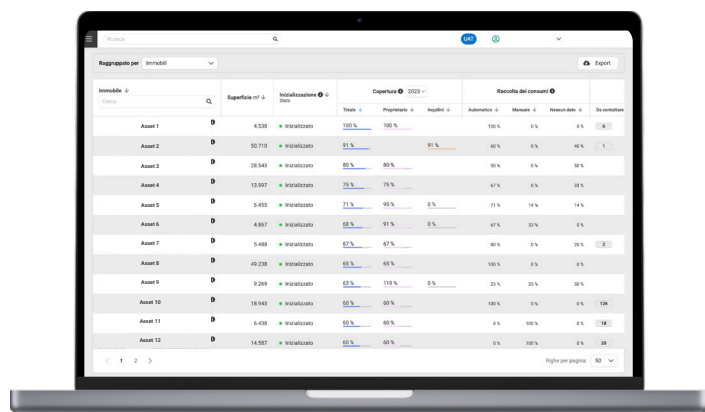 Ricerca
UAT
Raggruppato per Immobili Export
Immobile Superficie m² Inizializzazione Copertura 2023 Raccolta dei consumi
Stato
Cerca
Totale Proprietario Inquilini Automatico Manuale Nessun dato Da contattare
Asset 1 4.538 Inizializzato 100 % 100 % 100 % 0 % 0 % 6
Asset 2 50.710 Inizializzato 91 % 91 % 60 % 0 % 40 % 1
Asset 3 28.543 Inizializzato 80 % 80 % 50 % 0 % 50 %
Asset 4 13.997 Inizializzato 75 % 75 % 67 % 0 % 33 %
Asset 5 6.455 Inizializzato 71 % 95 % 0 % 71 % 14 % 14 %
Asset 6 4.867 Inizializzato 68 % 91 % 0 % 67 % 33 % 0 %
Asset 7 5.488 Inizializzato 67 % 67 % 80 % 0 % 20 % 2
Asset 8 49.238 Inizializzato 65 % 65 % 100 % 0 % 0 %
Asset 9 9.269 Inizializzato 63 % 119 % 0 % 25 % 25 % 50 %
Asset 10 18.943 Inizializzato 60 % 60 % 100 % 0 % 0 % 126
Asset 11 6.438 Inizializzato 60 % 60 % 0 % 100 % 0 % 18
Asset 12 14.587 Inizializzato 60 % 60 % 0 % 100 % 0 % 20
1 2 Righe per pagina: 50